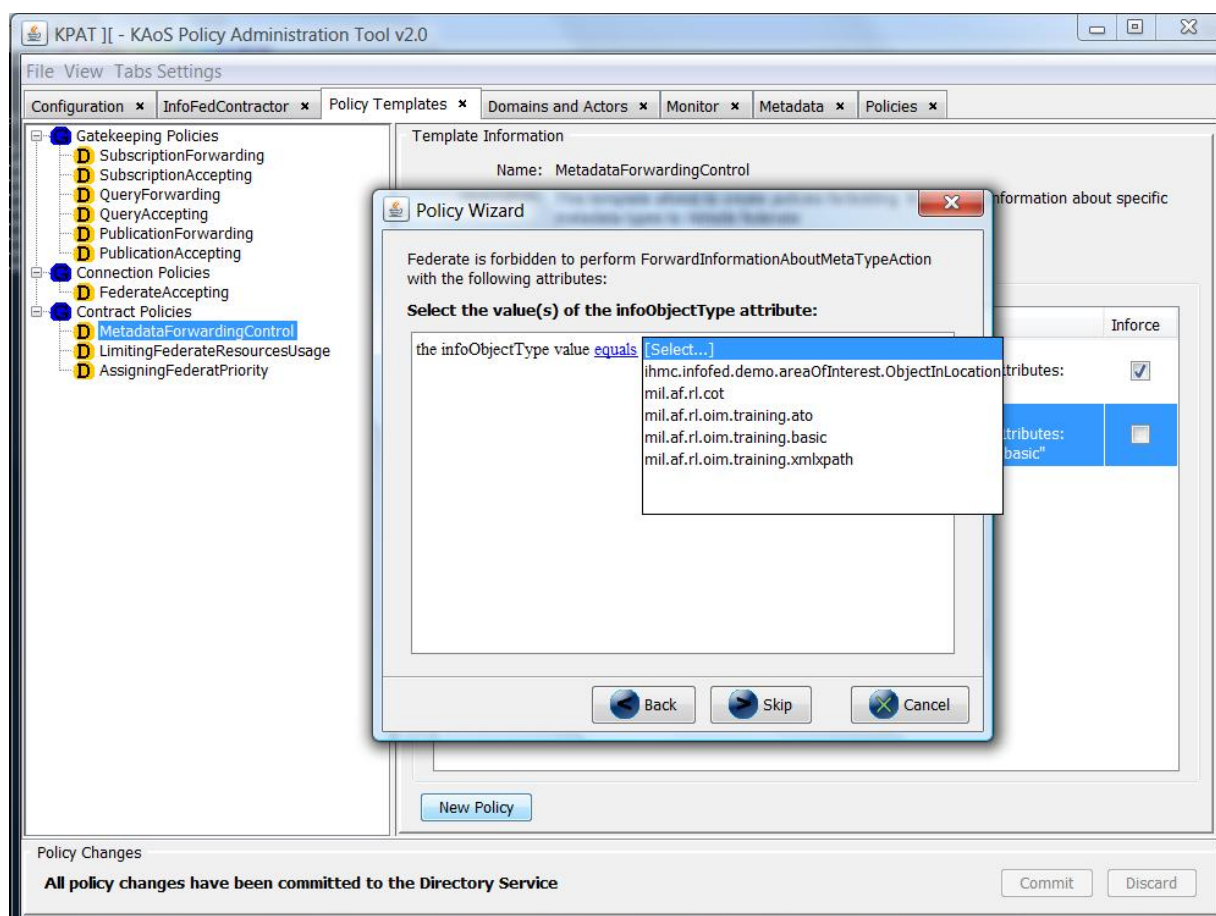 KPAT ][ - KAoS Policy Administration Tool v2.0
File View Tabs Settings
Configuration × InfoFedContractor × Policy Templates × Domains and Actors × Monitor × Metadata × Policies ×
Gatekeeping Policies
D SubscriptionForwarding
D SubscriptionAccepting
D QueryForwarding
D QueryAccepting
D PublicationForwarding
D PublicationAccepting
Connection Policies
D FederateAccepting
Contract Policies
D MetadataForwardingControl
D LimitingFederateResourcesUsage
D AssigningFederatPriority
Template Information
Name: MetadataForwardingControl
information about specific
Policy Wizard
Federate is forbidden to perform ForwardInformationAboutMetaTypeAction
with the following attributes:
Select the value(s) of the infoObjectType attribute:
the infoObjectType value equals [Select...]
ihmc.infofed.demo.areaOfInterest.ObjectInLocation
mil.af.rl.cot
mil.af.rl.oim.training.ato
mil.af.rl.oim.training.basic
mil.af.rl.oim.training.xmlxpath
Back
Skip
Cancel
Inforce
ttributes:
ttributes:
basic"
New Policy
Policy Changes
All policy changes have been committed to the Directory Service
Commit
Discard